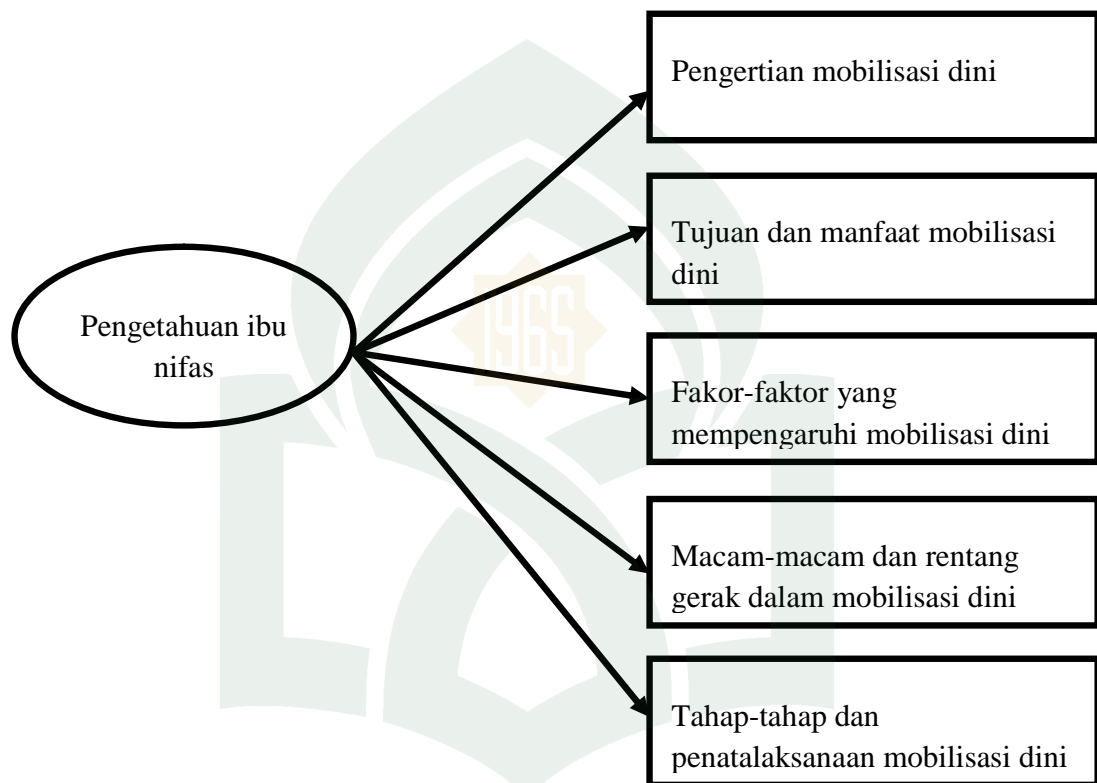 Pengertian mobilisasi dini
Tujuan dan manfaat mobilisasi
dini
Pengetahuan ibu
nifas
1965
Fakor-faktor yang
mempengaruhi mobilisasi dini
Macam-macam dan rentang
gerak dalam mobilisasi dini
Tahap-tahap dan
penatalaksanaan mobilisasi dini